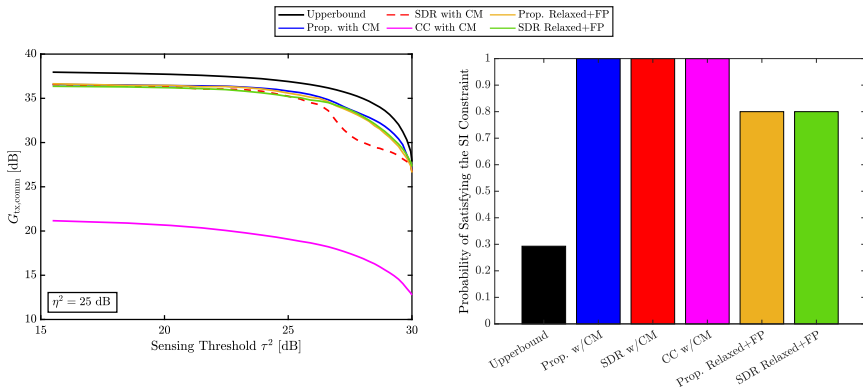 Upperbound
SDR with CM
Prop. Relaxed+FP
Prop. with CM
CC with CM
SDR Relaxed+FP
40
35
30
25
20
15
10
G_tx,comm [dB]
η² = 25 dB
15
20
25
30
Sensing Threshold τ² [dB]
1
0.9
0.8
0.7
0.6
0.5
0.4
0.3
0.2
0.1
0
Probability of Satisfying the SI Constraint
Upperbound
Prop. w/CM
SDR w/CM
CC w/CM
Prop. Relaxed+FP
SDR Relaxed+FP